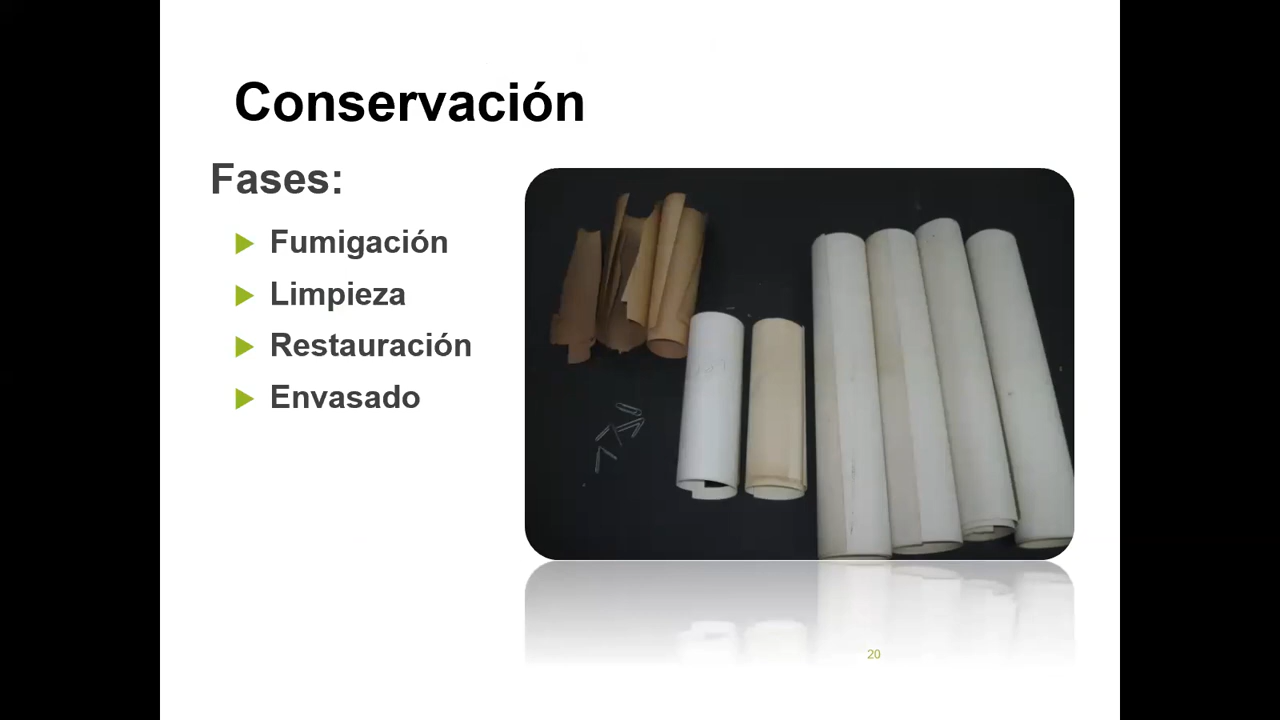 Conservación
Fases:
Fumigación
Limpieza
Restauración
Envasado
20